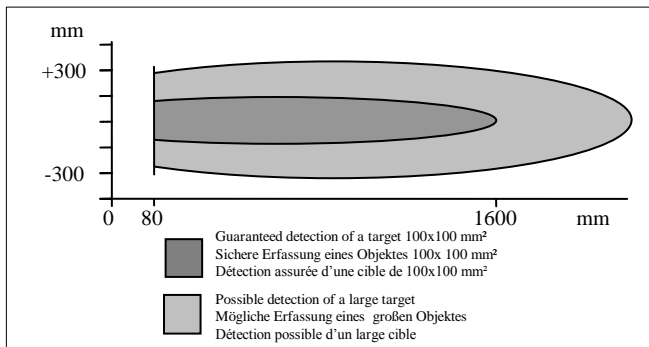 mm
+300
-300
0 80 1600 mm
Guaranteed detection of a target 100x100 mm²
Sichere Erfassung eines Objektes 100x 100 mm²
Détection assurée d’une cible de 100x100 mm²
Possible detection of a large target
Mögliche Erfassung eines großen Objektes
Détection possible d’un large cible